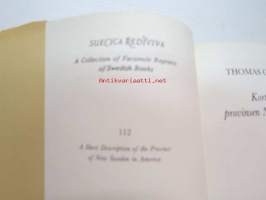 SUECICA REDIVIVA
A Collection of Facsimile Reprints
of Swedish Books
112
A Short Description of the Province
of New Sweden in America
THOMAS C
Kort
provinsen N
Antikvariaatti.net